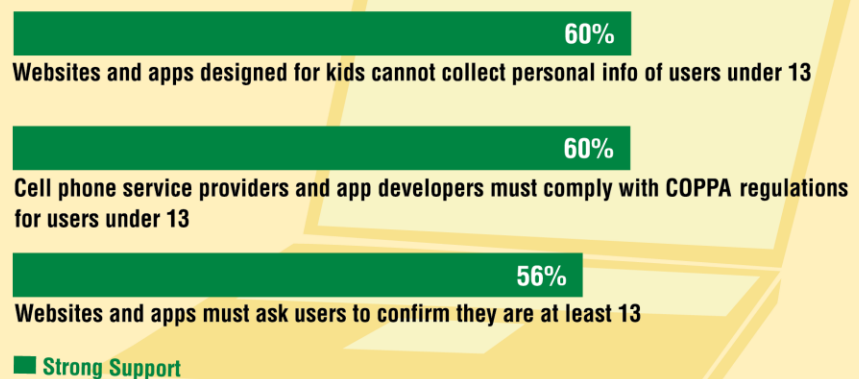 60%
Websites and apps designed for kids cannot collect personal info of users under 13
60%
Cell phone service providers and app developers must comply with COPPA regulations
for users under 13
56%
Websites and apps must ask users to confirm they are at least 13
Strong Support